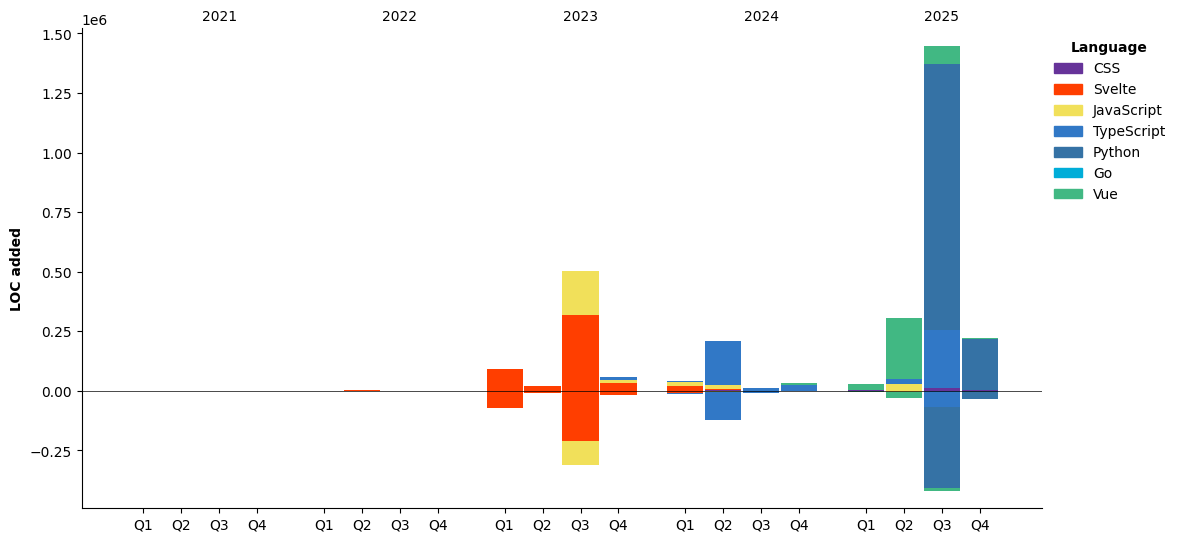 2021 2022 2023 2024 2025
1e6
1.50
1.25
1.00
0.75
0.50
0.25
0.00
−0.25
LOC added
Q1 Q2 Q3 Q4 Q1 Q2 Q3 Q4 Q1 Q2 Q3 Q4 Q1 Q2 Q3 Q4 Q1 Q2 Q3 Q4
Language
CSS
Svelte
JavaScript
TypeScript
Python
Go
Vue